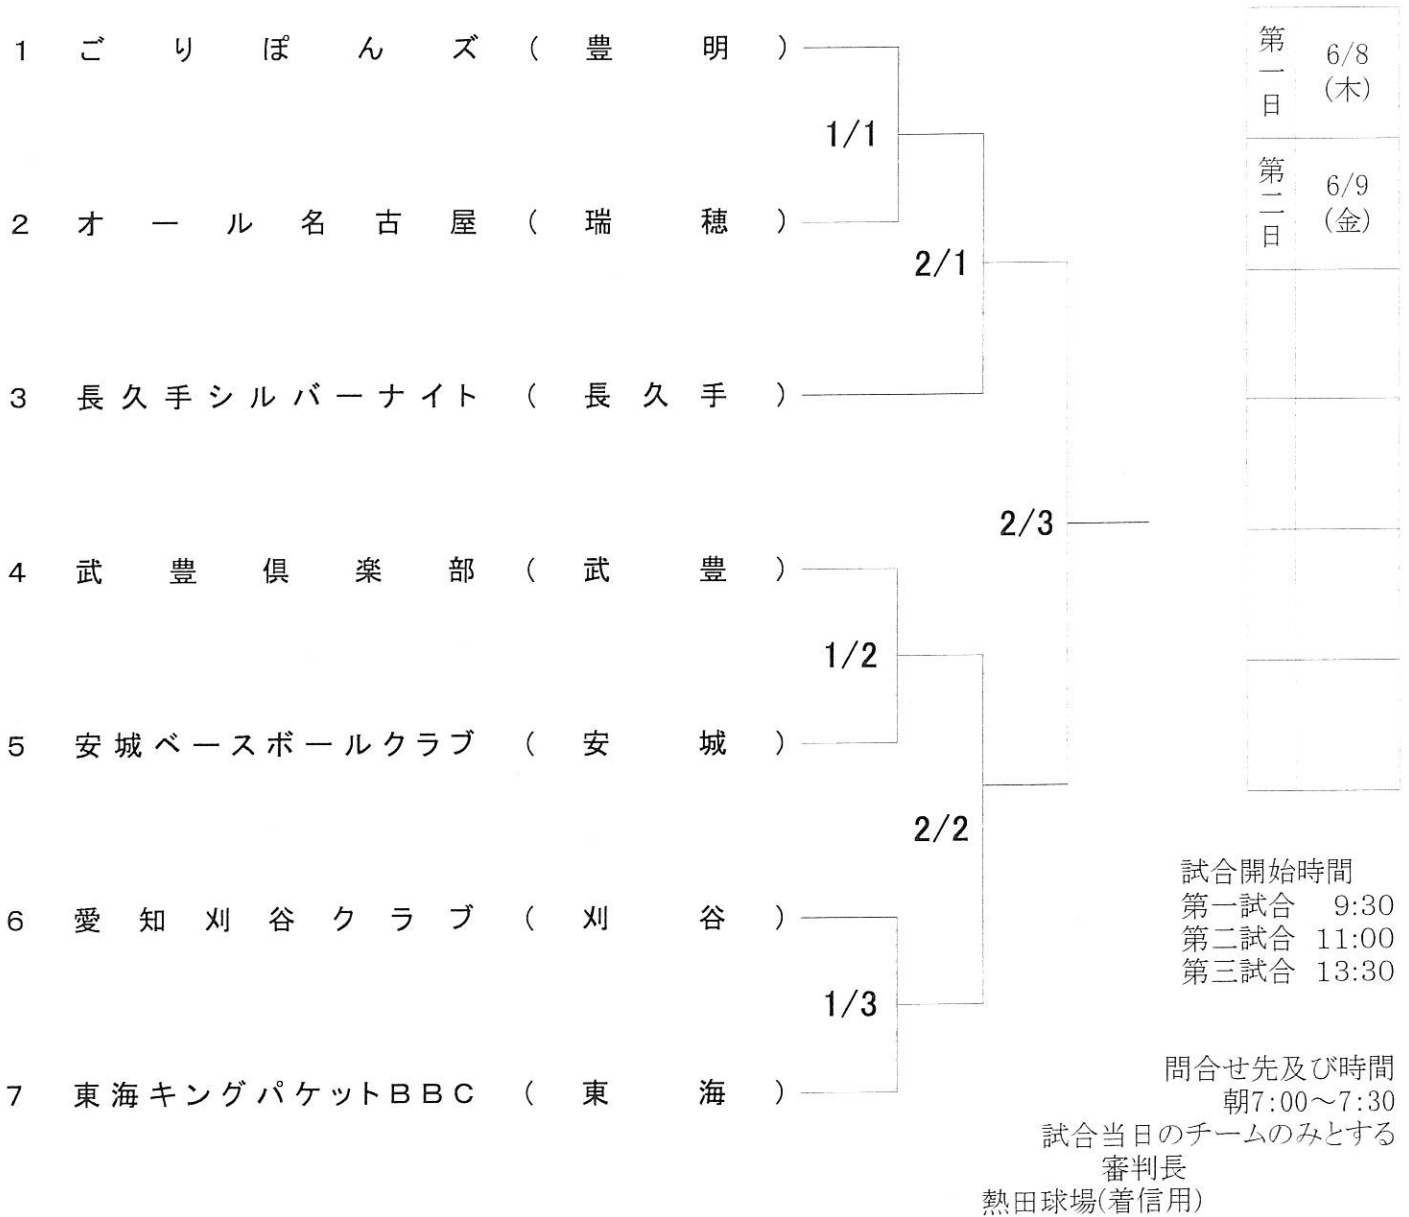 1 ごりぽんズ (豊明)
1/1
2 オール名古屋 (瑞穂)
2/1
3 長久手シルバーナイト (長久手)
2/3
4 武豊倶楽部 (武豊)
1/2
5 安城ベースボールクラブ (安城)
2/2
6 愛知刈谷クラブ (刈谷)
1/3
7 東海キングパケットBBC (東海)
第一日 6/8
(木)
第二日 6/9
(金)
試合開始時間
第一試合 9:30
第二試合 11:00
第三試合 13:30
問合せ先及び時間
朝7:00~7:30
試合当日のチームのみとする
審判長
熱田球場(着信用)